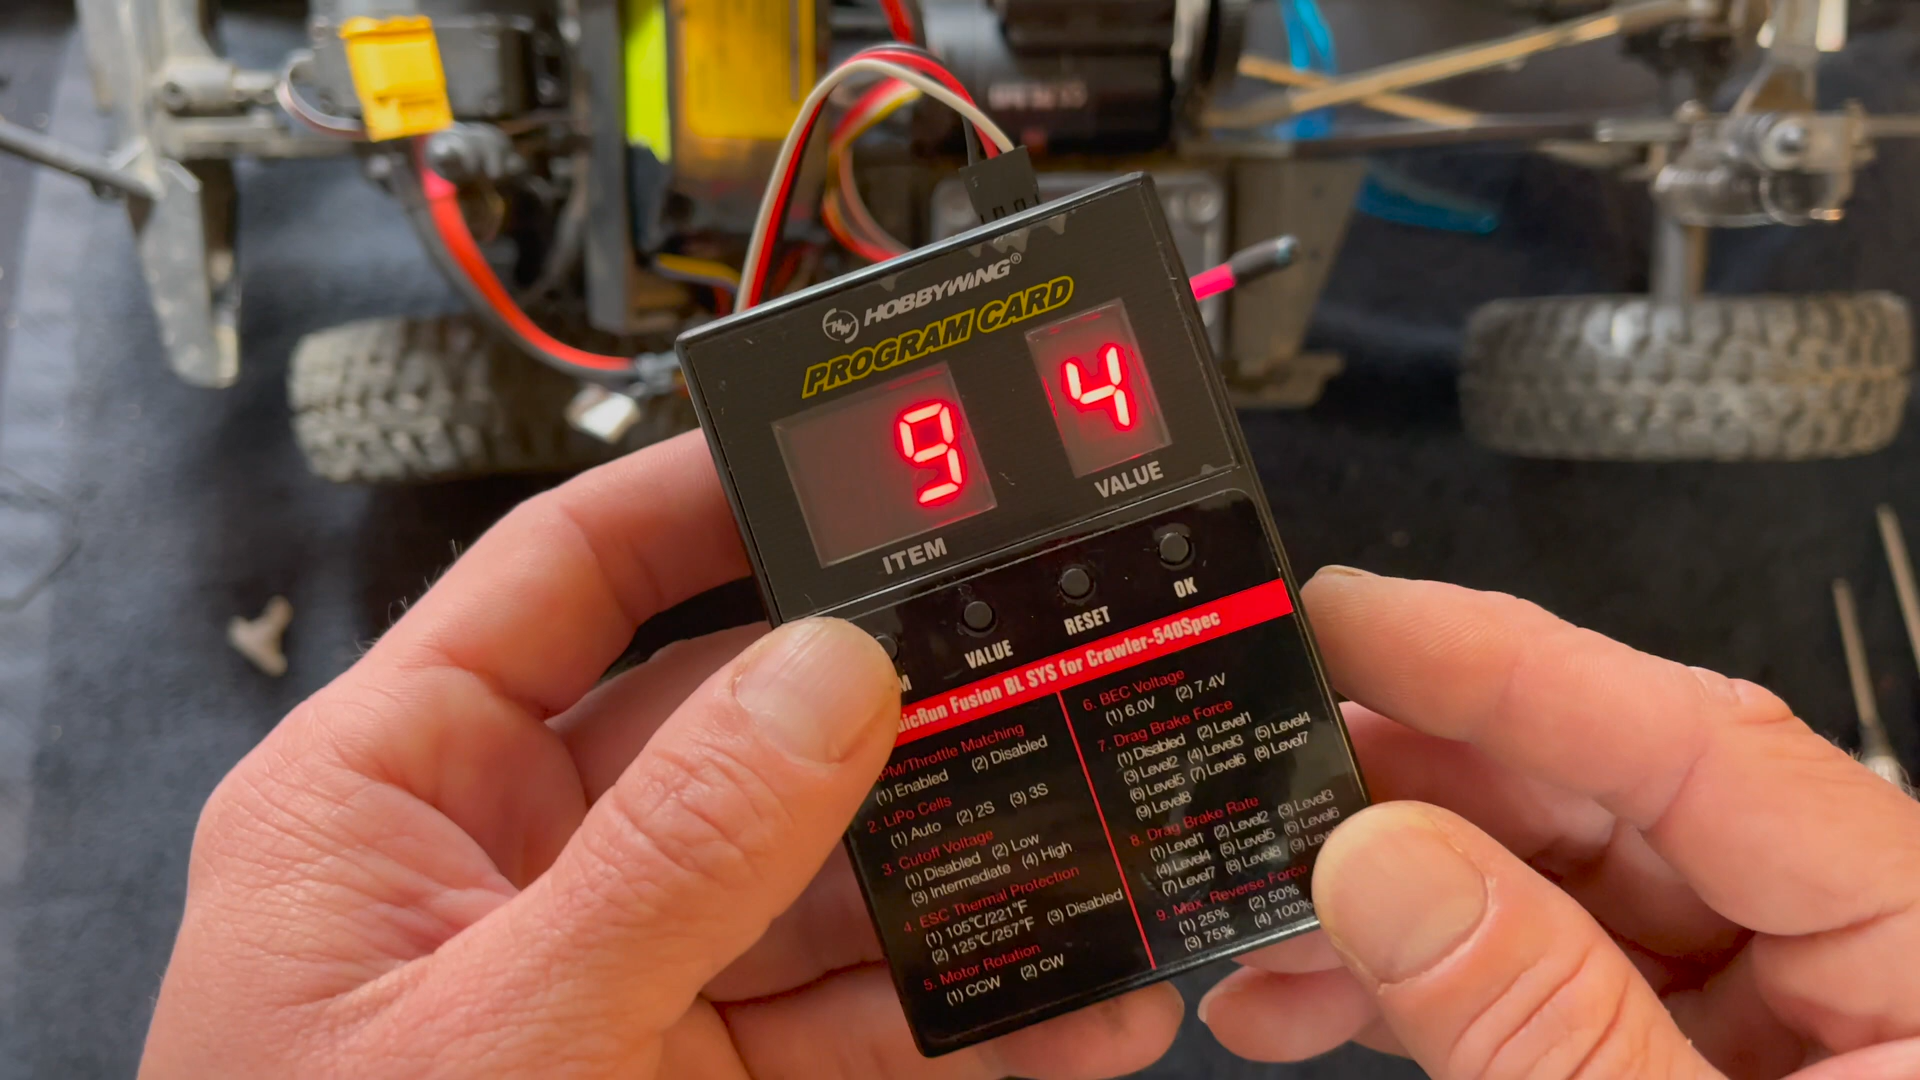 HOBBYWING®
PROGRAM CARD
9 4
ITEM VALUE
VALUE RESET OK
Fusion BL SYS for Crawler-540Spec
PM/Throttle Matching
(1) Enabled (2) Disabled
2. LiPo Cells
(1) Auto (2) 2S (3) 3S
3. Cutoff Voltage
(1) Disabled (2) Low
(3) Intermediate (4) High
4. ESC Thermal Protection
(1) 105℃/221℉
(2) 125℃/257℉ (3) Disabled
5. Motor Rotation
(1) CCW (2) CW
6. BEC Voltage
(1) 6.0V (2) 7.4V
7. Drag Brake Force
(1) Disabled (2) Level1
(3) Level2 (4) Level3 (5) Level4
(6) Level5 (7) Level6 (8) Level7
(9) Level8
8. Drag Brake Rate
(1) Level1 (2) Level2 (3) Level3
(4) Level4 (5) Level5 (6) Level6
(7) Level7 (8) Level8 (9)
9. Max. Reverse Force
(1) 25% (2) 50%
(3) 75% (4) 100%